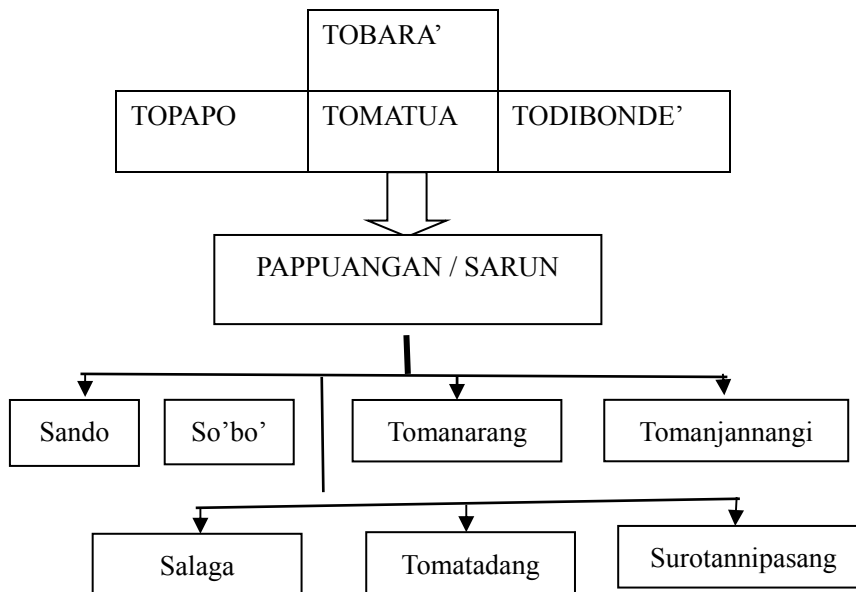 TOBARA’
TOPAPO TOMATUA TODIBONDE’
PAPPUANGAN / SARUN
Sando So’bo’ Tomanarang Tomanjannangi
Salaga Tomatadang Surotannipasang